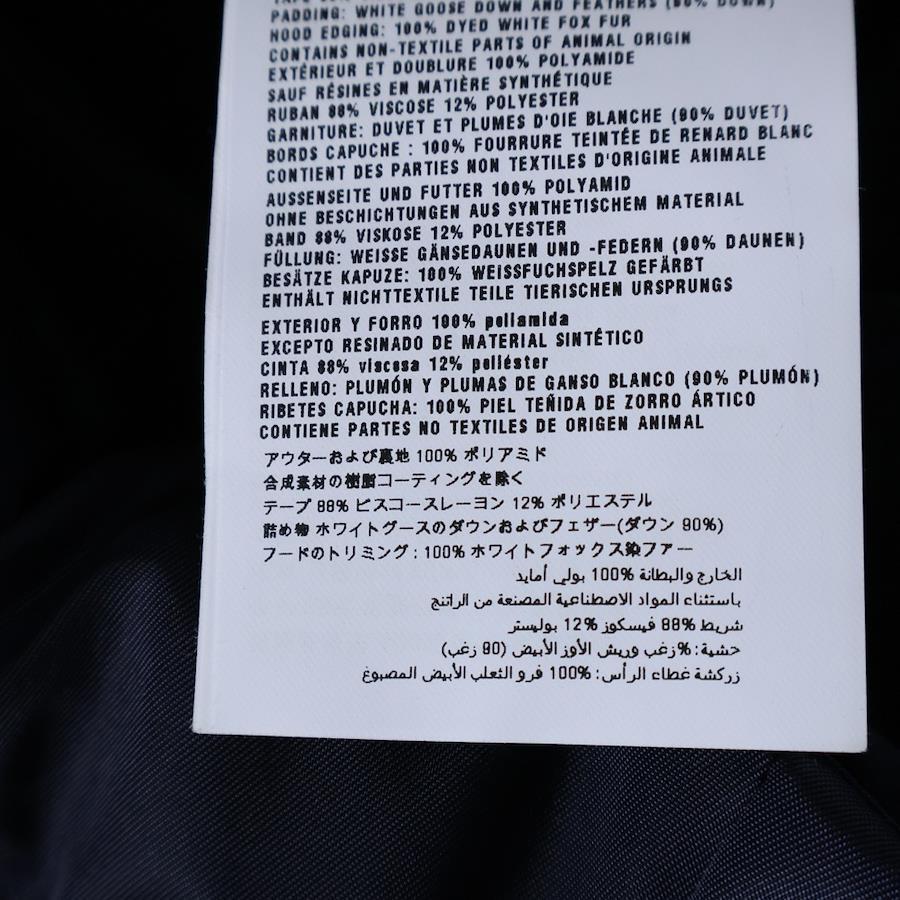 PADDING: WHITE GOOSE DOWN AND FEATHERS (90% DOWN)
HOOD EDGING: 100% DYED WHITE FOX FUR
CONTAINS NON-TEXTILE PARTS OF ANIMAL ORIGIN
EXTÉRIEUR ET DOUBLURE 100% POLYAMIDE
SAUF RÉSINES EN MATIÈRE SYNTHÉTIQUE
RUBAN 88% VISCOSE 12% POLYESTER
GARNITURE: DUVET ET PLUMES D'OIE BLANCHE (90% DUVET)
BORDS CAPUCHE : 100% FOURRURE TEINTÉE DE RENARD BLANC
CONTIENT DES PARTIES NON TEXTILES D'ORIGINE ANIMALE
AUSSENSEITE UND FUTTER 100% POLYAMID
OHNE BESCHICHTUNGEN AUS SYNTHETISCHEM MATERIAL
BAND 88% VISKOSE 12% POLYESTER
FÜLLUNG: WEISSE GÄNSEDAUNEN UND -FEDERN (90% DAUNEN)
BESÄTZE KAPUZE: 100% WEISSFUCHSPELZ GEFÄRBT
ENTHÄLT NICHTTEXTILE TEILE TIERISCHEN URSPRUNGS
EXTERIOR Y FORRO 100% poliamida
EXCEPTO RESINADO DE MATERIAL SINTÉTICO
CINTA 88% viscosa 12% poliéster
RELLENO: PLUMÓN Y PLUMAS DE GANSO BLANCO (90% PLUMÓN)
RIBETES CAPUCHA: 100% PIEL TEÑIDA DE ZORRO ÁRTICO
CONTIENE PARTES NO TEXTILES DE ORIGEN ANIMAL
アウターおよび裏地 100% ポリアミド
合成素材の樹脂コーティングを除く
テープ 88% ビスコースレーヨン 12% ポリエステル
詰め物 ホワイトグースのダウンおよびフェザー(ダウン 90%)
フードのトリミング : 100% ホワイトフォックス染ファー
الخارج والبطانة 100% بولي أمايد
باستثناء المواد الاصطناعية المصنعة من الراتنج
شريط 88% فيسكوز 12% بوليستر
حشية: %زغب وريش الأوز الأبيض (90 زغب)
زركشة غطاء الرأس: 100% فرو الثعلب الأبيض المصبوغ